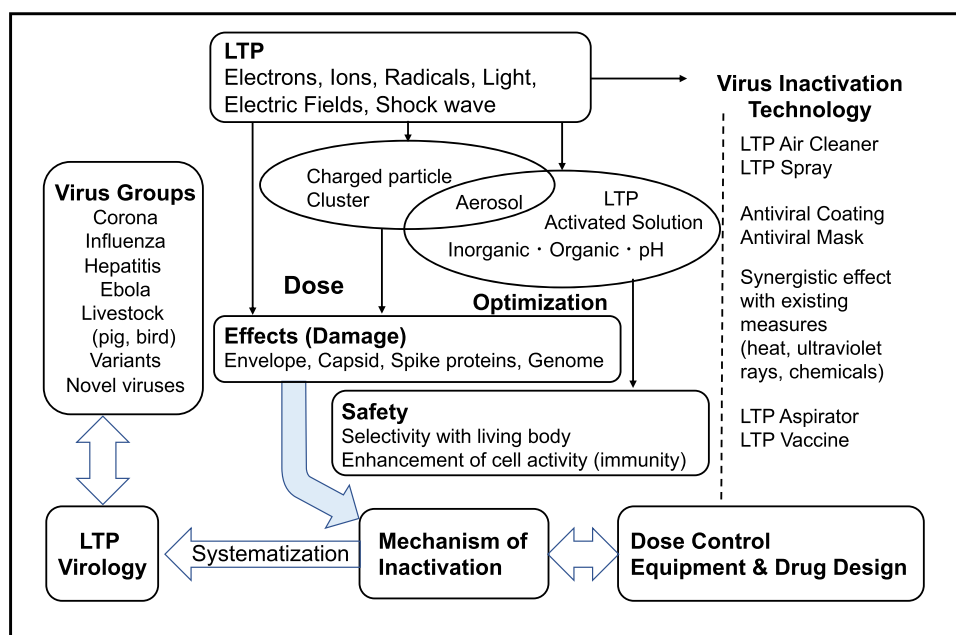 LTP
Electrons, Ions, Radicals, Light,
Electric Fields, Shock wave
Virus Inactivation
Technology
LTP Air Cleaner
LTP Spray
Antiviral Coating
Antiviral Mask
Synergistic effect
with existing
measures
(heat, ultraviolet
rays, chemicals)
LTP Aspirator
LTP Vaccine
Charged particle
Cluster
Aerosol
LTP
Activated Solution
Inorganic・Organic・pH
Virus Groups
Corona
Influenza
Hepatitis
Ebola
Livestock
(pig, bird)
Variants
Novel viruses
Dose
Optimization
Effects (Damage)
Envelope, Capsid, Spike proteins, Genome
Safety
Selectivity with living body
Enhancement of cell activity (immunity)
LTP
Virology
Systematization
Mechanism of
Inactivation
Dose Control
Equipment & Drug Design